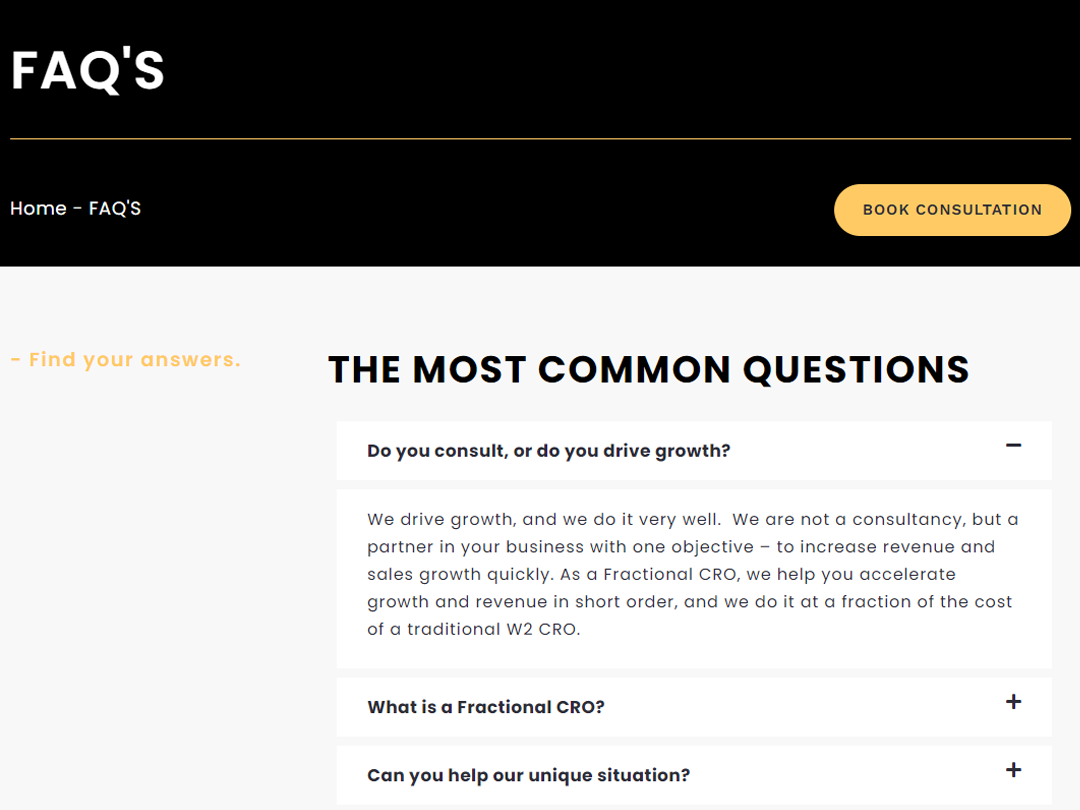 FAQ'S
Home - FAQ'S
BOOK CONSULTATION
- Find your answers.
THE MOST COMMON QUESTIONS
Do you consult, or do you drive growth?
We drive growth, and we do it very well.  We are not a consultancy, but a
partner in your business with one objective – to increase revenue and
sales growth quickly. As a Fractional CRO, we help you accelerate
growth and revenue in short order, and we do it at a fraction of the cost
of a traditional W2 CRO.
What is a Fractional CRO?
Can you help our unique situation?